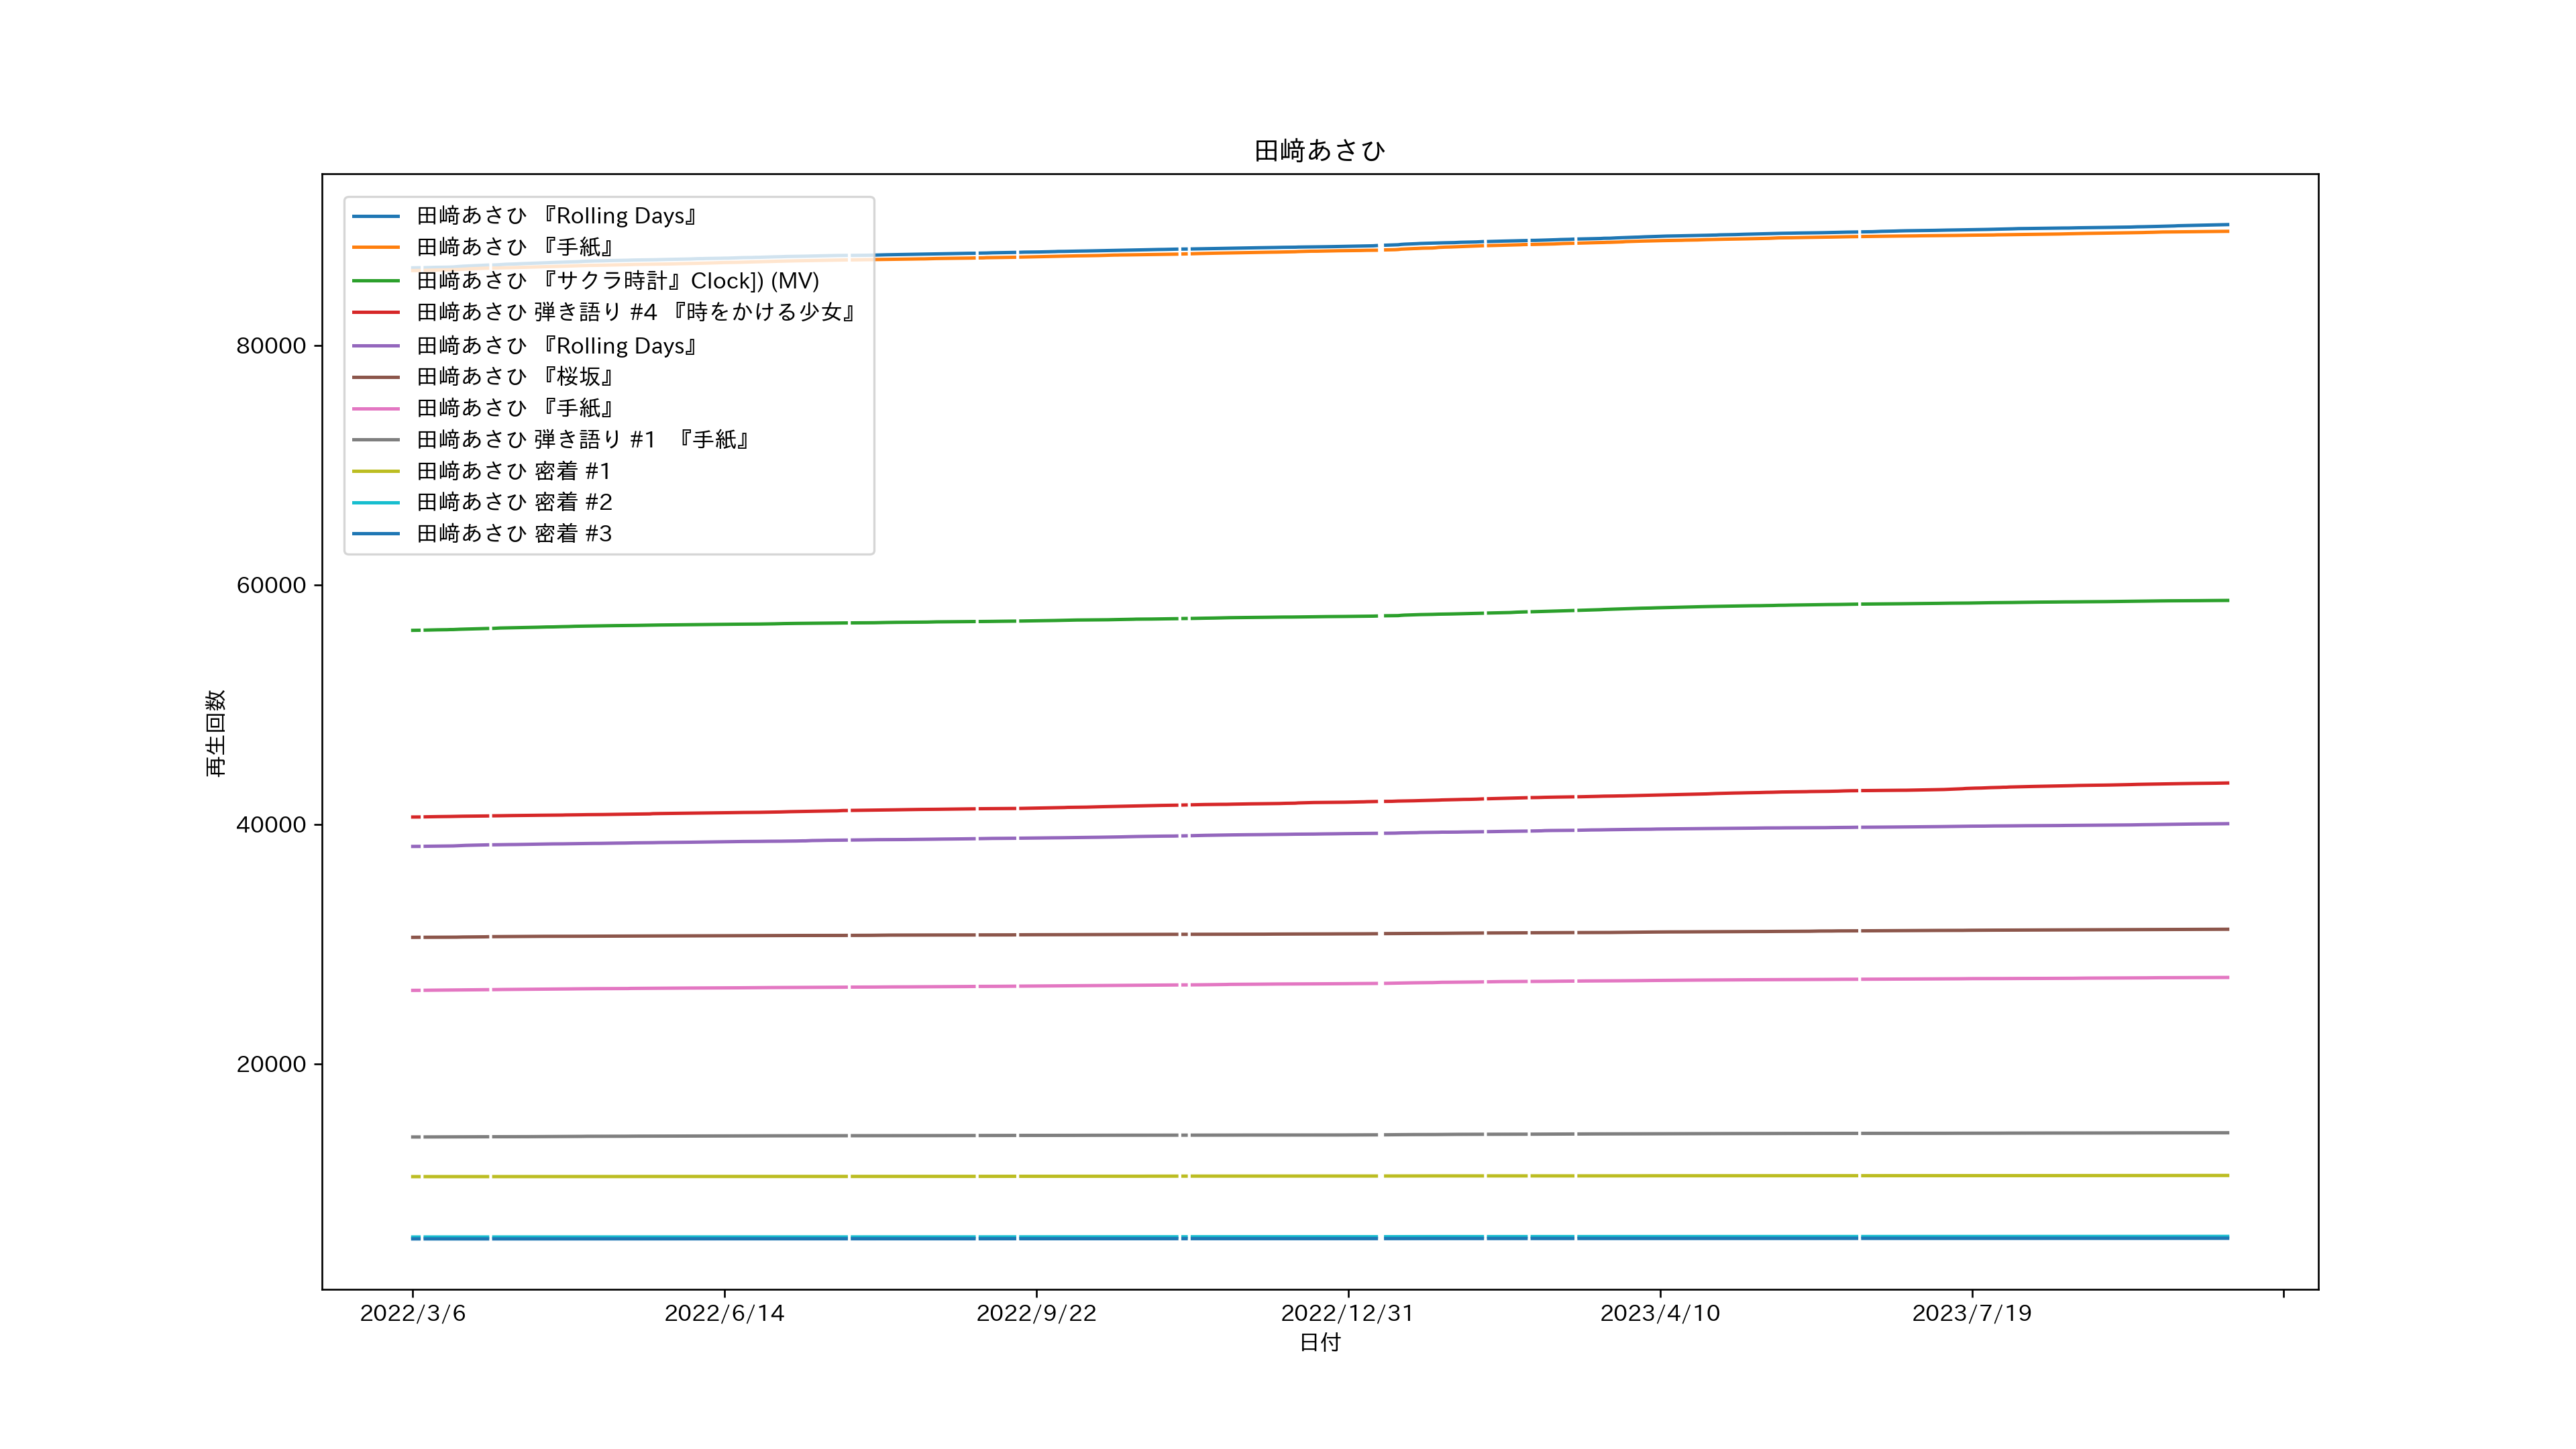 田﨑あさひ
田﨑あさひ 『Rolling Days』
田﨑あさひ 『手紙』
田﨑あさひ 『サクラ時計』Clock]) (MV)
田﨑あさひ 弾き語り #4 『時をかける少女』
田﨑あさひ 『Rolling Days』
田﨑あさひ 『桜坂』
田﨑あさひ 『手紙』
田﨑あさひ 弾き語り #1 『手紙』
田﨑あさひ 密着 #1
田﨑あさひ 密着 #2
田﨑あさひ 密着 #3
80000
60000
40000
20000
再生回数
2022/3/6
2022/6/14
2022/9/22
2022/12/31
2023/4/10
2023/7/19
日付